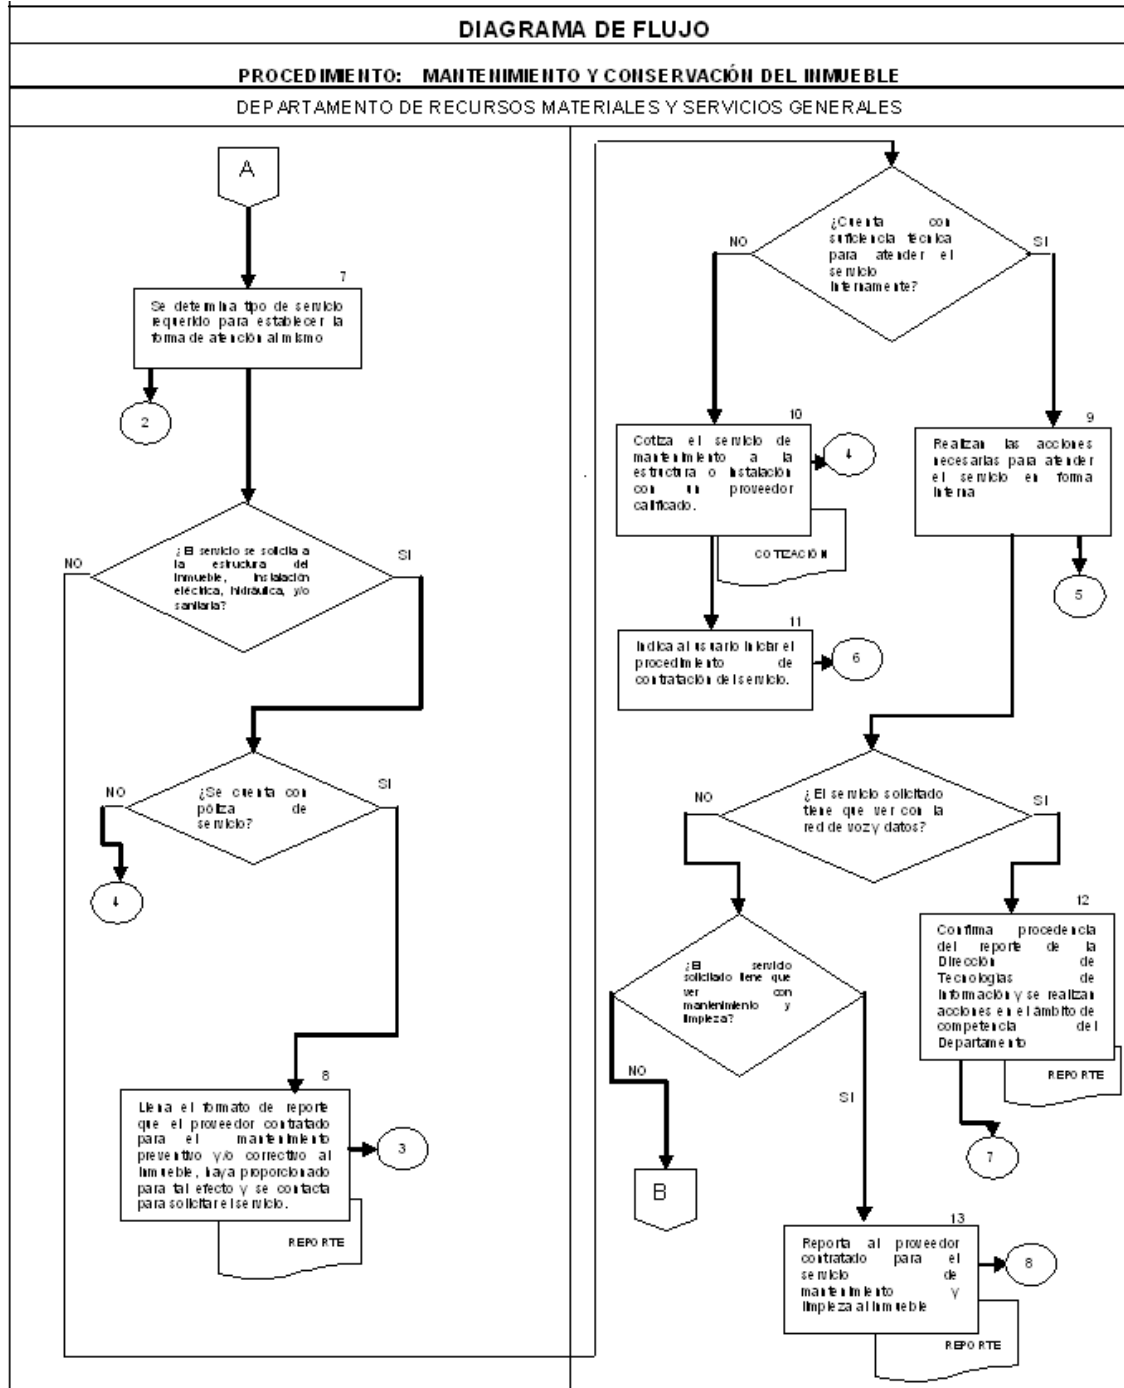 DIAGRAMA DE FLUJO
PROCEDIMIENTO: MANTENIMIENTO Y CONSERVACIÓN DEL INMUEBLE
DEPARTAMENTO DE RECURSOS MATERIALES Y SERVICIOS GENERALES
A
7
Se determina tipo de servicio
requerido para establecer la
forma de atención al mismo
2
NO
¿El servicio se solicita a
la estructura del
inmueble, instalación
eléctrica, hidráulica, y/o
sanitaria?
SI
NO
¿Se cuenta con
póliza de
servicio?
SI
4
8
Llena el formato de reporte
que el proveedor contratado
para el mantenimiento
preventivo y/o correctivo al
inmueble, haya proporcionado
para tal efecto y se contacta
para solicitar el servicio.
3
REPORTE
NO
¿Cuenta con
suficiencia técnica
para atender el
servicio
internamente?
SI
10
Cotiza el servicio de
mantenimiento a la
estructura o instalación
con un proveedor
calificado.
4
COTIZACIÓN
9
Realizan las acciones
necesarias para atender
el servicio en forma
interna
5
11
Indica al usuario iniciar el
procedimiento de
contratación del servicio.
6
NO
¿El servicio solicitado
tiene que ver con la
red de voz y datos?
SI
12
Confirma procedencia
del reporte de la
Dirección de
Tecnologías de
Información y se realizan
acciones en el ámbito de
competencia del
Departamento
REPORTE
7
¿El servicio
solicitado tiene que
ver con
mantenimiento y
limpieza?
NO
SI
B
13
Reporta al proveedor
contratado para el
servicio de
mantenimiento y
limpieza al inmueble
8
REPORTE